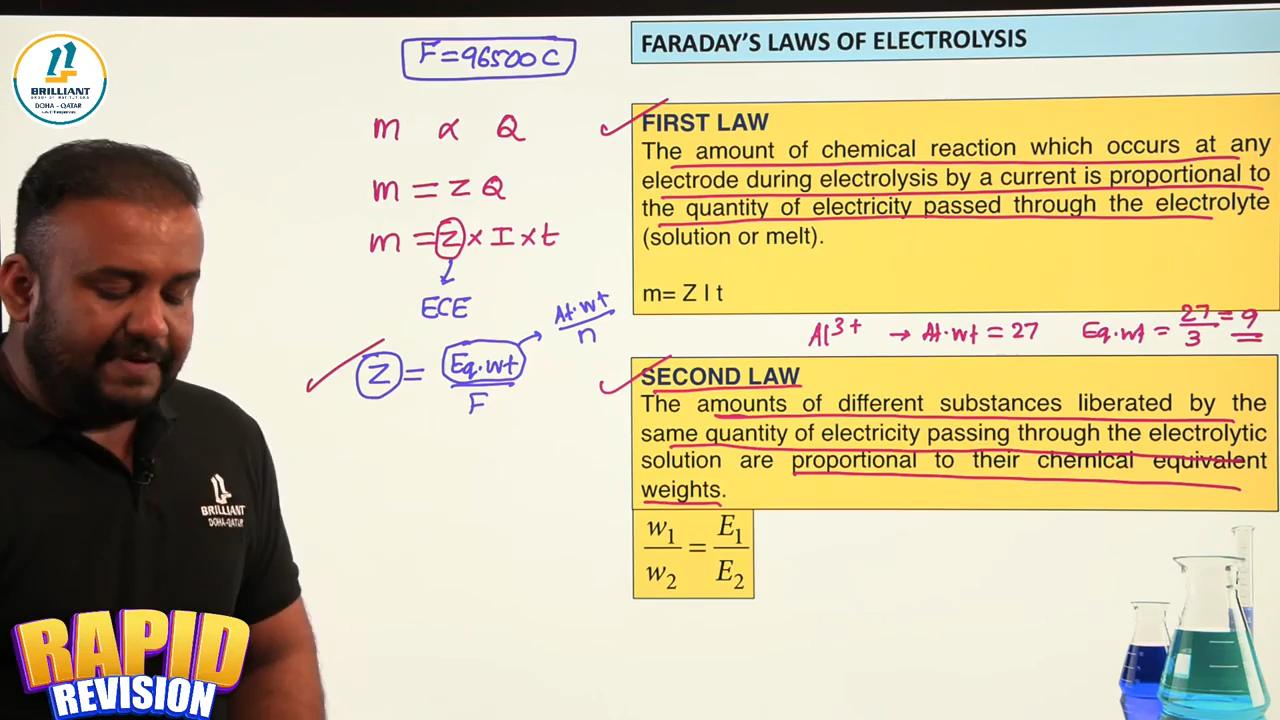 BRILLIANT
GROUP OF INSTITUTIONS
DOHA - QATAR
F = 96500 C
m ∝ Q
m = Z Q
m = Z × I × t
ECE
At. wt
n
Z = Eq. wt
F
BRILLIANT
DOHA-QATAR
RAPID
REVISION
FARADAY'S LAWS OF ELECTROLYSIS
FIRST LAW
The amount of chemical reaction which occurs at any
electrode during electrolysis by a current is proportional to
the quantity of electricity passed through the electrolyte
(solution or melt).
m= Z I t
Al3+ → At. wt = 27 Eq. wt = 27/3 = 9
SECOND LAW
The amounts of different substances liberated by the
same quantity of electricity passing through the electrolytic
solution are proportional to their chemical equivalent
weights.
w1/w2 = E1/E2